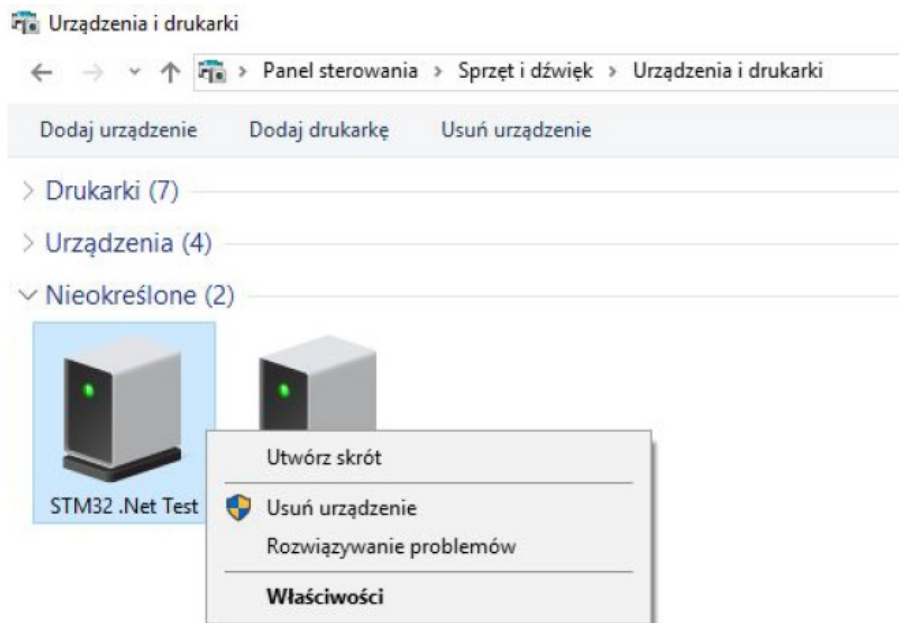 Urządzenia i drukarki
Panel sterowania > Sprzęt i dźwięk > Urządzenia i drukarki
Dodaj urządzenie Dodaj drukarkę Usuń urządzenie
Drukarki (7)
Urządzenia (4)
Nieokreślone (2)
Utwórz skrót
STM32 .Net Test
Usuń urządzenie
Rozwiązywanie problemów
Właściwości